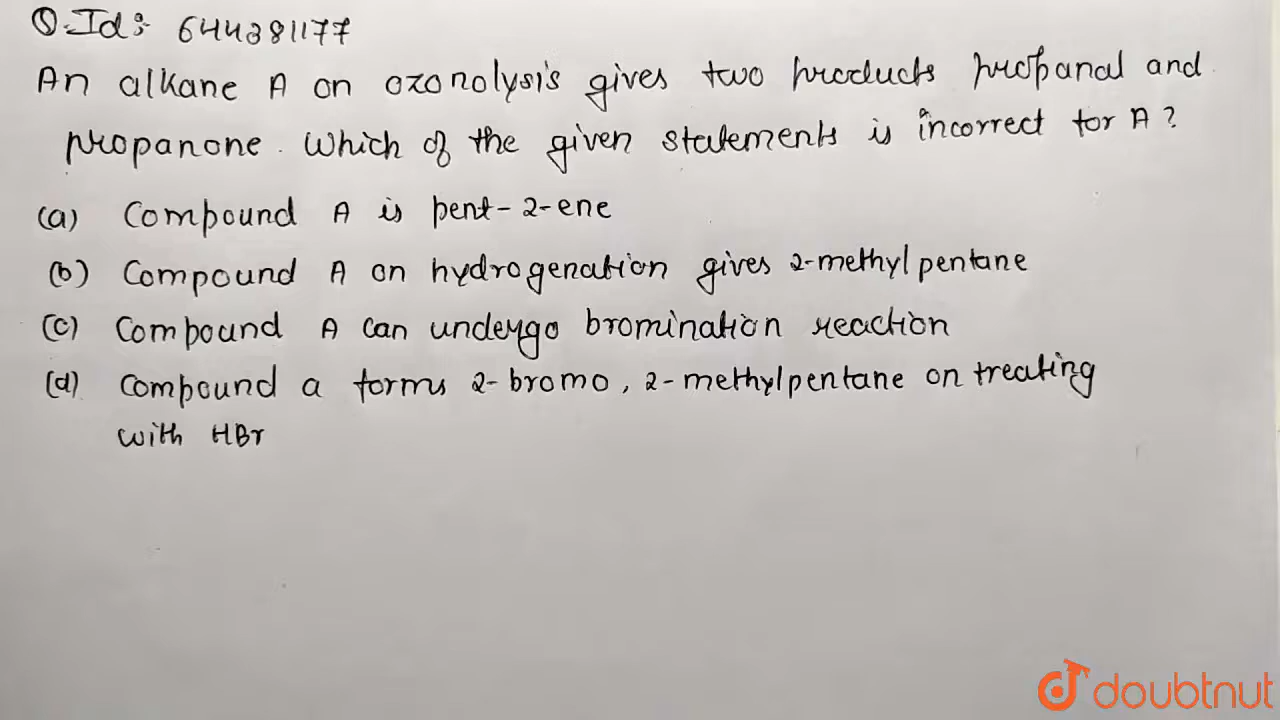 Q.Id:- 644381177
An alkane A on ozonolysis gives two products propanal and
propanone. Which of the given statements is incorrect for A?
(a) Compound A is pent-2-ene
(b) Compound A on hydrogenation gives 2-methylpentane
(c) Compound A can undergo bromination reaction
(d) Compound a forms 2-bromo, 2-methylpentane on treating
with HBr
doubtnut